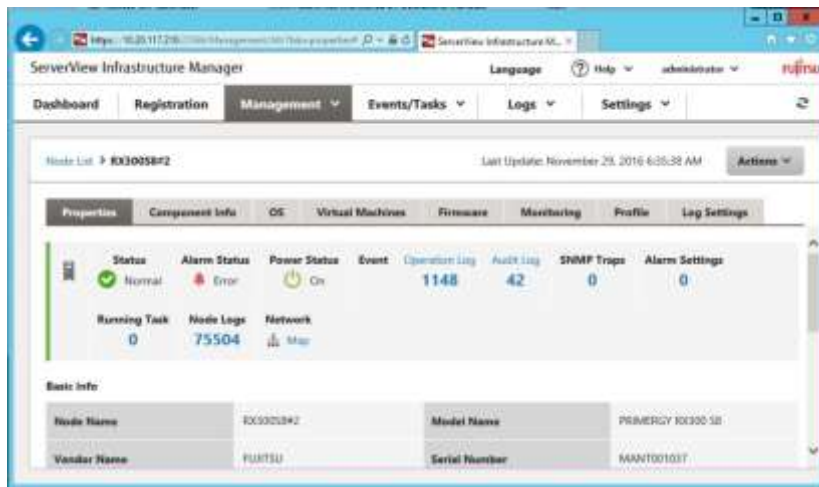 ServerView Infrastructure M...
ServerView Infrastructure Manager
Language Help administrator FUJITSU
Dashboard Registration Management Events/Tasks Logs Settings
Node List RX300S8#2 Last Update: November 29, 2016 6:35:38 AM Actions
Properties Component Info OS Virtual Machines Firmware Monitoring Profile Log Settings
Status Alarm Status Power Status Event Operation Log Audit Log SNMP Traps Alarm Settings
Normal Error On 1148 42 0 0
Running Task Node Logs Network
0 75504 Map
Basic Info
Node Name RX300S8#2 Model Name PRIMERGY RX300 S8
Vendor Name FUJITSU Serial Number MANT001037